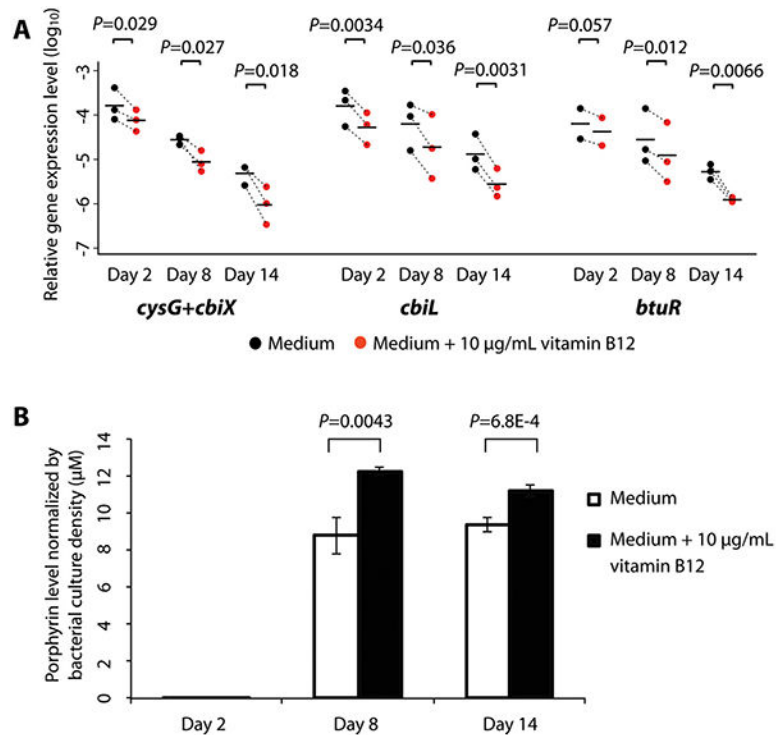 A
P=0.029
P=0.027
P=0.018
P=0.0034
P=0.036
P=0.0031
P=0.057
P=0.012
P=0.0066
Relative gene expression level (log10)
-3
-4
-5
-6
-7
Day 2 Day 8 Day 14
Day 2 Day 8 Day 14
Day 2 Day 8 Day 14
cysG+cbiX
cbiL
btuR
Medium Medium + 10 µg/mL vitamin B12
B
P=0.0043
P=6.8E-4
Porphyrin level normalized by
bacterial culture density (µM)
14
12
10
8
6
4
2
0
Day 2 Day 8 Day 14
Medium
Medium + 10 µg/mL
vitamin B12